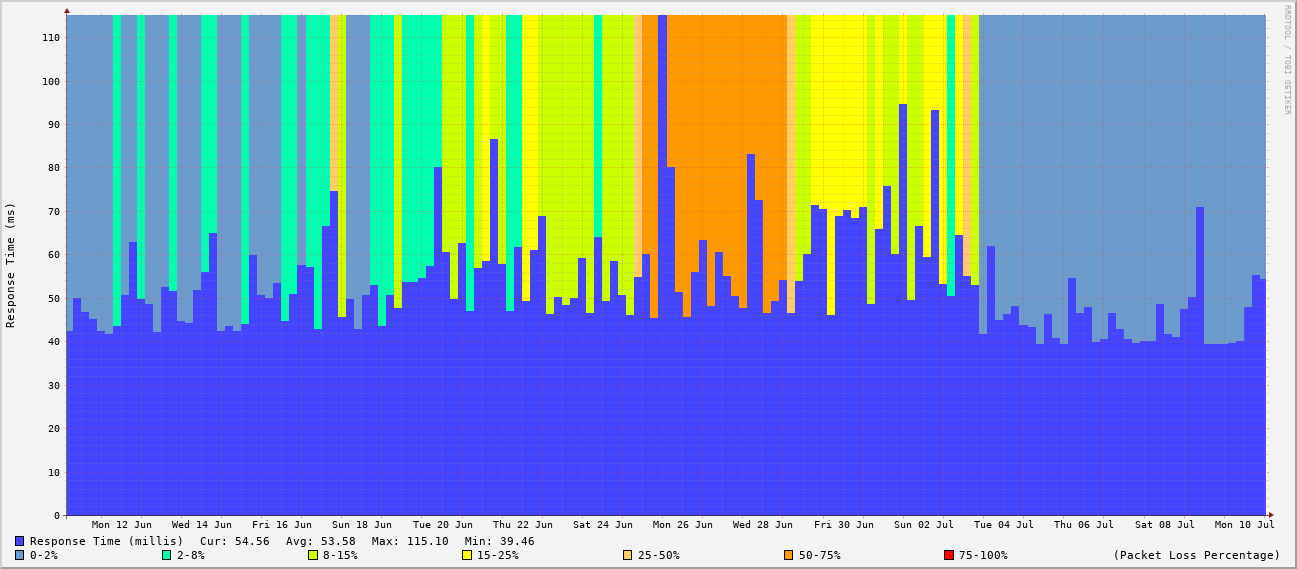 RRDTOOL / TOBI OETIKER
Response Time (ms)
110
100
90
80
70
60
50
40
30
20
10
0
Mon 12 Jun Wed 14 Jun Fri 16 Jun Sun 18 Jun Tue 20 Jun Thu 22 Jun Sat 24 Jun Mon 26 Jun Wed 28 Jun Fri 30 Jun Sun 02 Jul Tue 04 Jul Thu 06 Jul Sat 08 Jul Mon 10 Jul
Response Time (millis) Cur: 54.56 Avg: 53.58 Max: 115.10 Min: 39.46
0-2% 2-8% 8-15% 15-25% 25-50% 50-75% 75-100% (Packet Loss Percentage)